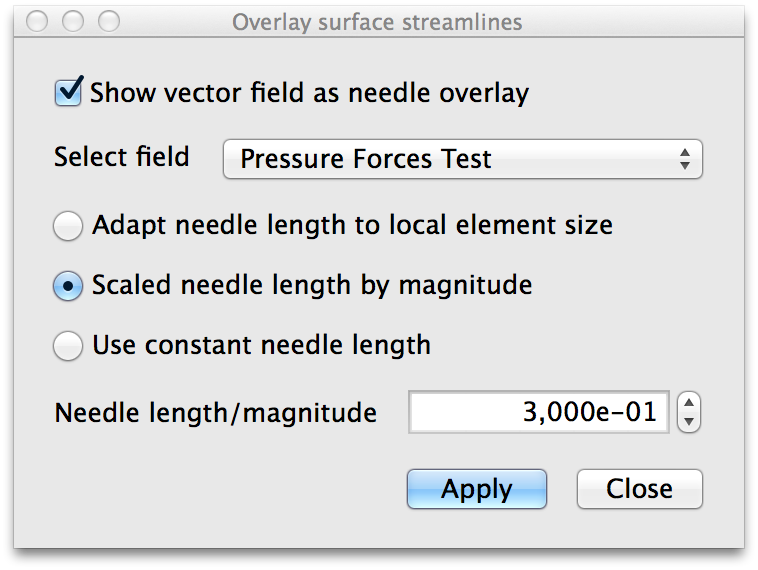 Overlay surface streamlines
Show vector field as needle overlay
Select field Pressure Forces Test
Adapt needle length to local element size
Scaled needle length by magnitude
Use constant needle length
Needle length/magnitude 3,000e-01
Apply Close